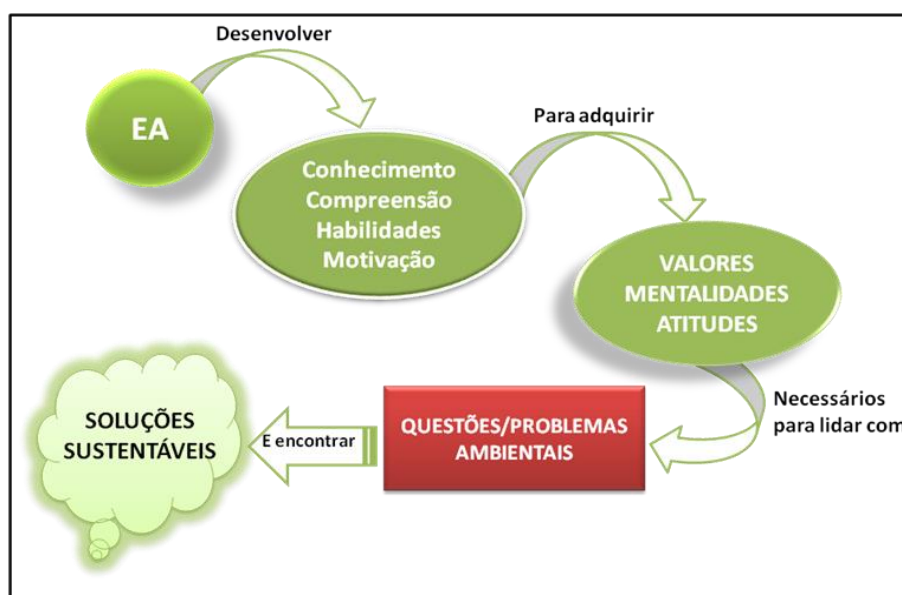 Desenvolver
EA
Conhecimento
Compreensão
Habilidades
Motivação
Para adquirir
VALORES
MENTALIDADES
ATITUDES
Necessários
para lidar com
QUESTÕES/PROBLEMAS
AMBIENTAIS
E encontrar
SOLUÇÕES
SUSTENTÁVEIS